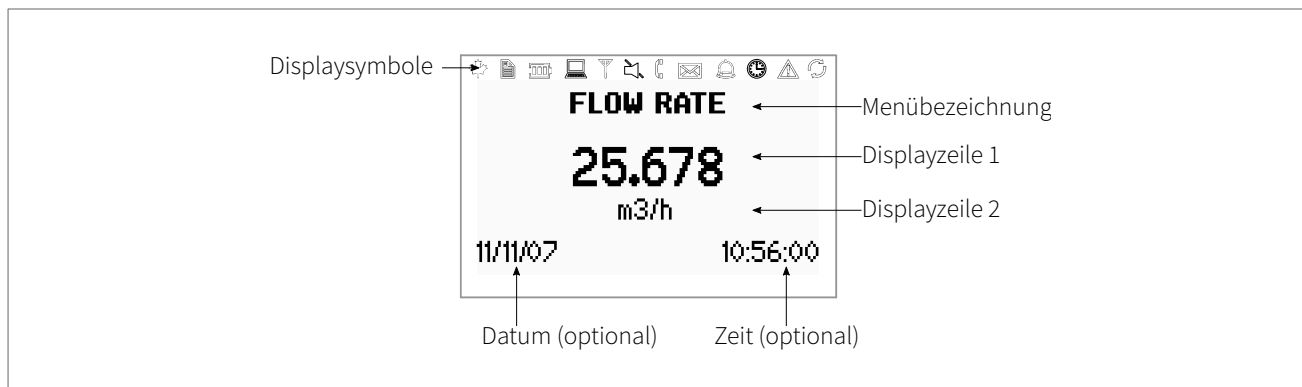 Displaysymbole
FLOW RATE
Menübezeichnung
25.678
Displayzeile 1
m3/h
Displayzeile 2
11/11/07
10:56:00
Datum (optional)
Zeit (optional)